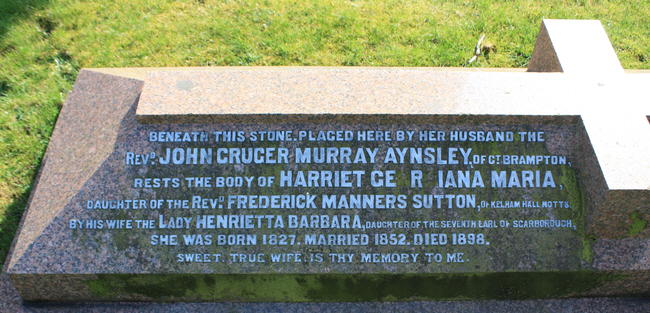 BENEATH THIS STONE, PLACED HERE BY HER HUSBAND THE
REVD. JOHN CRUGER MURRAY AYNSLEY, OF GT. BRAMPTON,
RESTS THE BODY OF HARRIET GE R IANA MARIA,
DAUGHTER OF THE REVD. FREDERICK MANNERS SUTTON, OF KELHAM HALL NOTTS.
BY HIS WIFE THE LADY HENRIETTA BARBARA, DAUGHTER OF THE SEVENTH EARL OF SCARBOROUGH,
SHE WAS BORN 1827. MARRIED 1852. DIED 1898.
SWEET, TRUE WIFE, IS THY MEMORY TO ME.